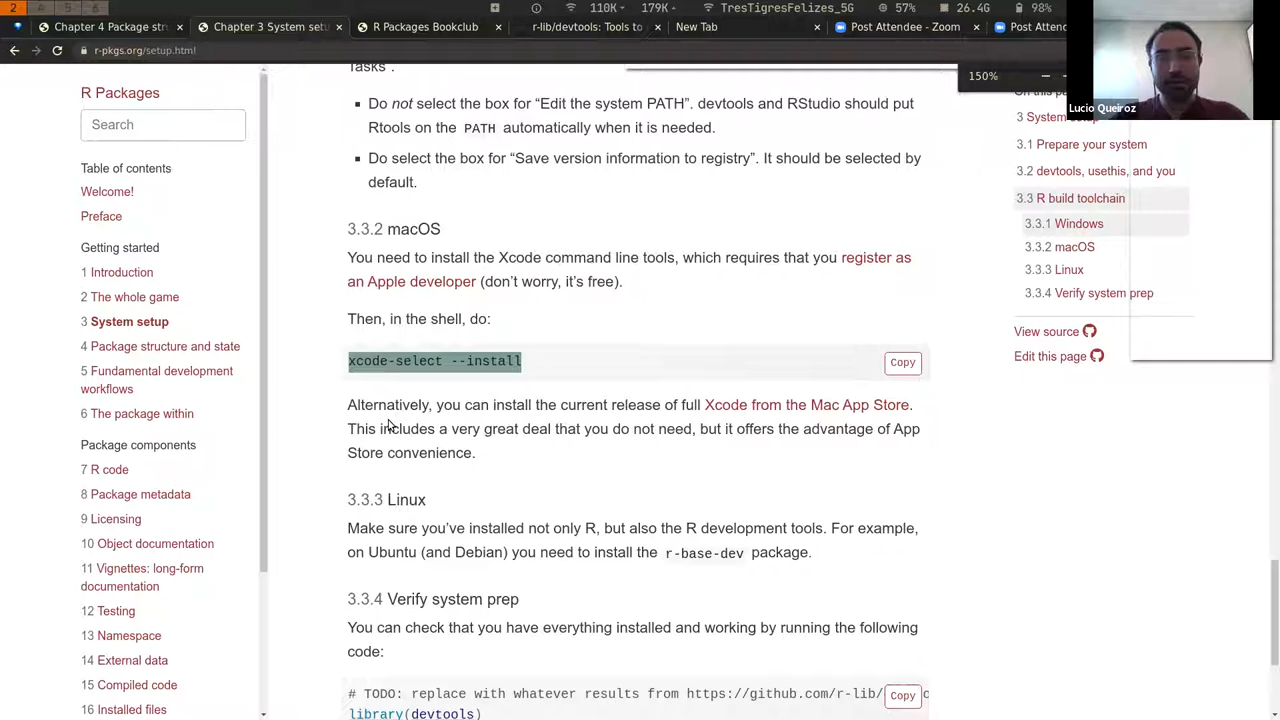 2
110K
179K
TresTigresFelizes_5G
57%
26.4G
98%
Chapter 4 Package stru
Chapter 3 System setu
R Packages Bookclub
r-lib/devtools: Tools to
New Tab
Post Attendee - Zoom
Post Attend
r-pkgs.org/setup.html
150%
Lucio Queiroz
R Packages
Search
Table of contents
Welcome!
Preface
Getting started
1 Introduction
2 The whole game
3 System setup
4 Package structure and state
5 Fundamental development
workflows
6 The package within
Package components
7 R code
8 Package metadata
9 Licensing
10 Object documentation
11 Vignettes: long-form
documentation
12 Testing
13 Namespace
14 External data
15 Compiled code
16 Installed files
Tasks".
Do not select the box for “Edit the system PATH”. devtools and RStudio should put
Rtools on the PATH automatically when it is needed.
Do select the box for “Save version information to registry”. It should be selected by
default.
3.3.2 macOS
You need to install the Xcode command line tools, which requires that you register as
an Apple developer (don’t worry, it’s free).
Then, in the shell, do:
xcode-select --install
Copy
Alternatively, you can install the current release of full Xcode from the Mac App Store.
This includes a very great deal that you do not need, but it offers the advantage of App
Store convenience.
3.3.3 Linux
Make sure you’ve installed not only R, but also the R development tools. For example,
on Ubuntu (and Debian) you need to install the r-base-dev package.
3.3.4 Verify system prep
You can check that you have everything installed and working by running the following
code:
# TODO: replace with whatever results from https://github.com/r-lib/
Copy
library(devtools)
On this p
3 System setup
3.1 Prepare your system
3.2 devtools, usethis, and you
3.3 R build toolchain
3.3.1 Windows
3.3.2 macOS
3.3.3 Linux
3.3.4 Verify system prep
View source
Edit this page